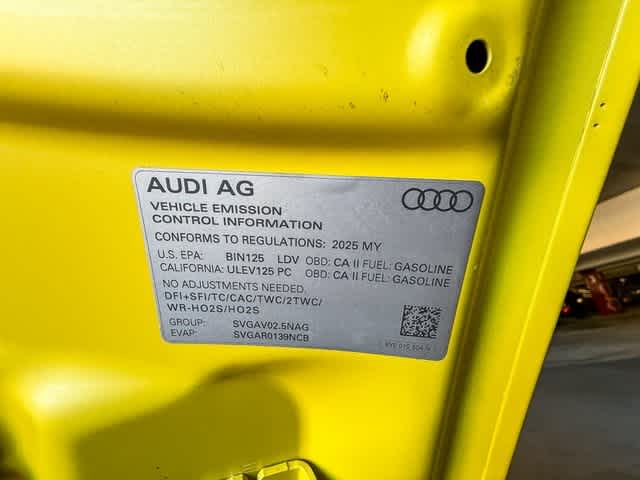 AUDI AG
VEHICLE EMISSION
CONTROL INFORMATION
CONFORMS TO REGULATIONS: 2025 MY
U.S. EPA: BIN125 LDV OBD: CA II FUEL: GASOLINE
CALIFORNIA: ULEV125 PC OBD: CA II FUEL: GASOLINE
NO ADJUSTMENTS NEEDED.
DFI+SFI/TC/CAC/TWC/2TWC/
WR-HO2S/HO2S
GROUP: SVGAV02.5NAG
EVAP: SVGAR0139NCB